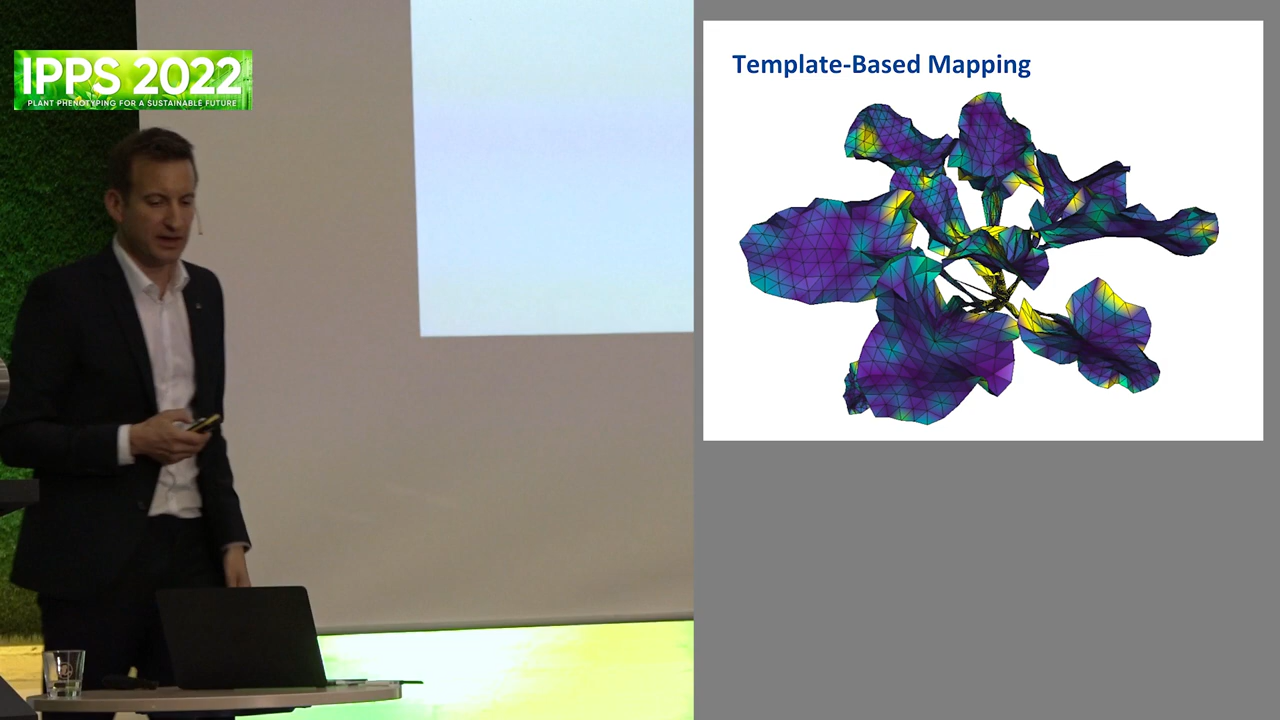 IPPS 2022
PLANT PHENOTYPING FOR A SUSTAINABLE FUTURE
Template-Based Mapping